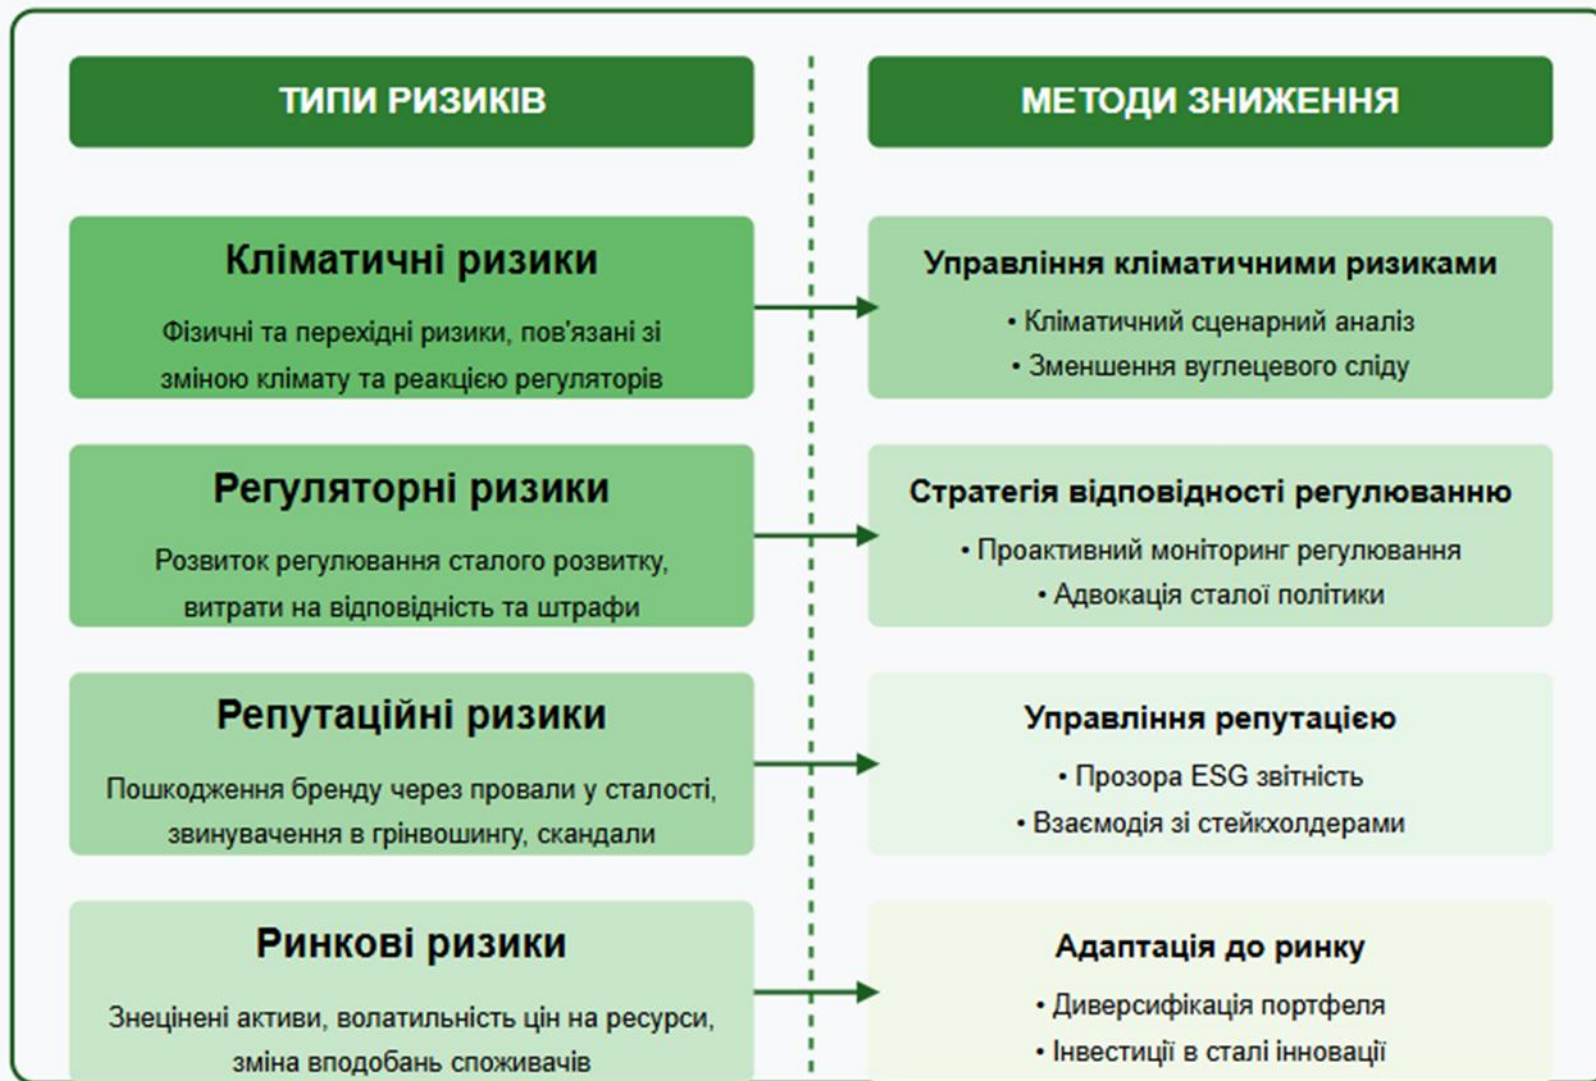 ТИПИ РИЗИКІВ
МЕТОДИ ЗНИЖЕННЯ
Кліматичні ризики
Фізичні та перехідні ризики, пов'язані зі
зміною клімату та реакцією регуляторів
Управління кліматичними ризиками
• Кліматичний сценарний аналіз
• Зменшення вуглецевого сліду
Регуляторні ризики
Розвиток регулювання сталого розвитку,
витрати на відповідність та штрафи
Стратегія відповідності регулюванню
• Проактивний моніторинг регулювання
• Адвокація сталої політики
Репутаційні ризики
Пошкодження бренду через провали у сталості,
звинувачення в грінвошингу, скандали
Управління репутацією
• Прозора ESG звітність
• Взаємодія зі стейкхолдерами
Ринкові ризики
Знецінені активи, волатильність цін на ресурси,
зміна вподобань споживачів
Адаптація до ринку
• Диверсифікація портфеля
• Інвестиції в сталі інновації